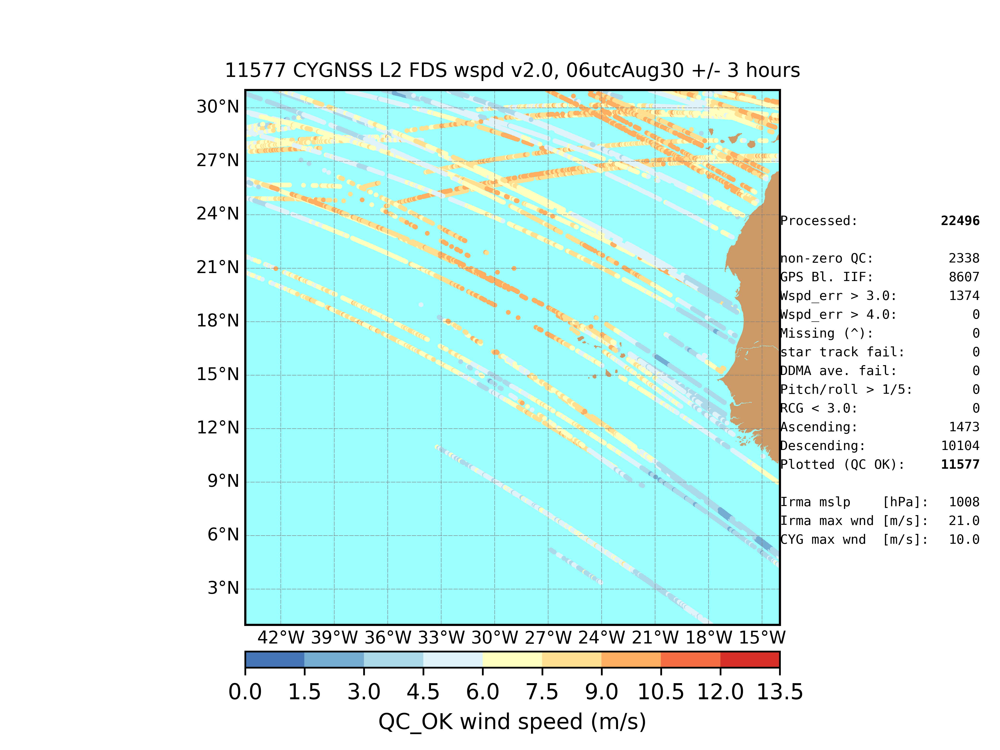 11577 CYGNSS L2 FDS wspd v2.0, 06utcAug30 +/- 3 hours
30°N
27°N
24°N
21°N
18°N
15°N
12°N
9°N
6°N
3°N
42°W 39°W 36°W 33°W 30°W 27°W 24°W 21°W 18°W 15°W
Processed: 22496
non-zero QC: 2338
GPS Bl. IIF: 8607
Wspd_err > 3.0: 1374
Wspd_err > 4.0: 0
Missing (^): 0
star track fail: 0
DDMA ave. fail: 0
Pitch/roll > 1/5: 0
RCG < 3.0: 0
Ascending: 1473
Descending: 10104
Plotted (QC OK): 11577
Irma mslp [hPa]: 1008
Irma max wnd [m/s]: 21.0
CYG max wnd [m/s]: 10.0
0.0 1.5 3.0 4.5 6.0 7.5 9.0 10.5 12.0 13.5
QC_OK wind speed (m/s)